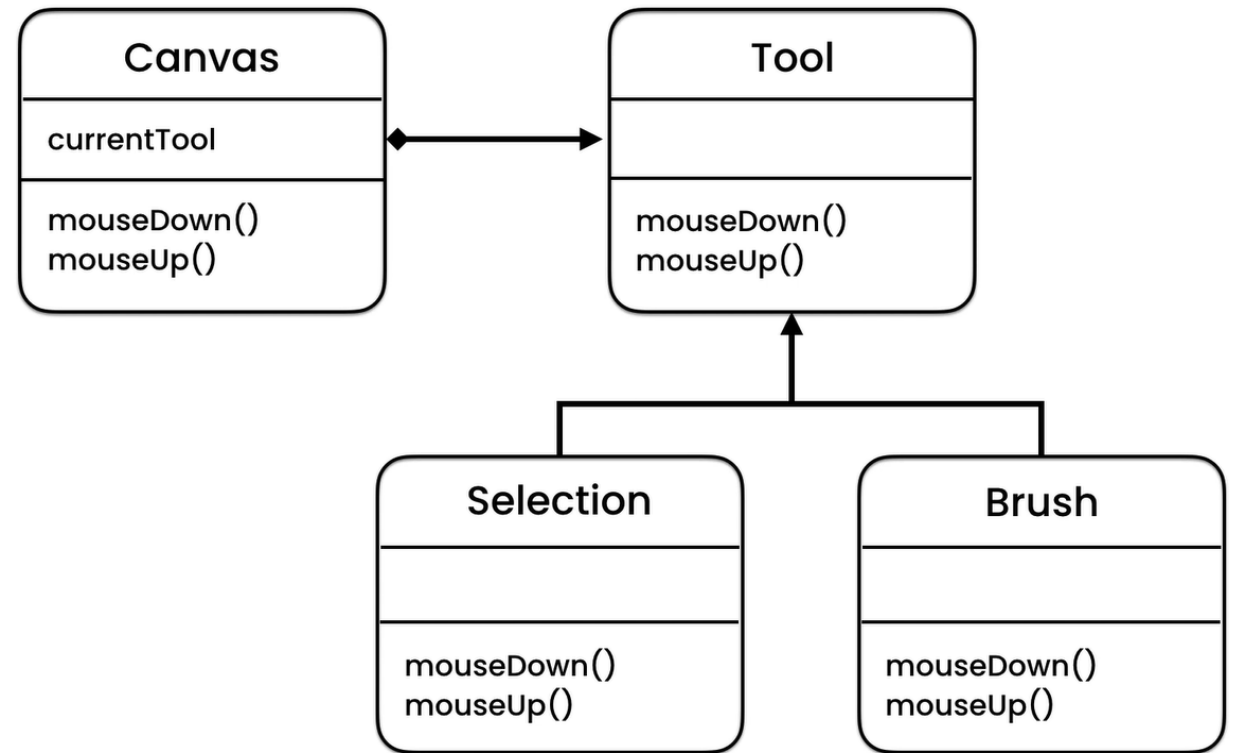 Canvas
currentTool
mouseDown()
mouseUp()
Tool
mouseDown()
mouseUp()
Selection
mouseDown()
mouseUp()
Brush
mouseDown()
mouseUp()